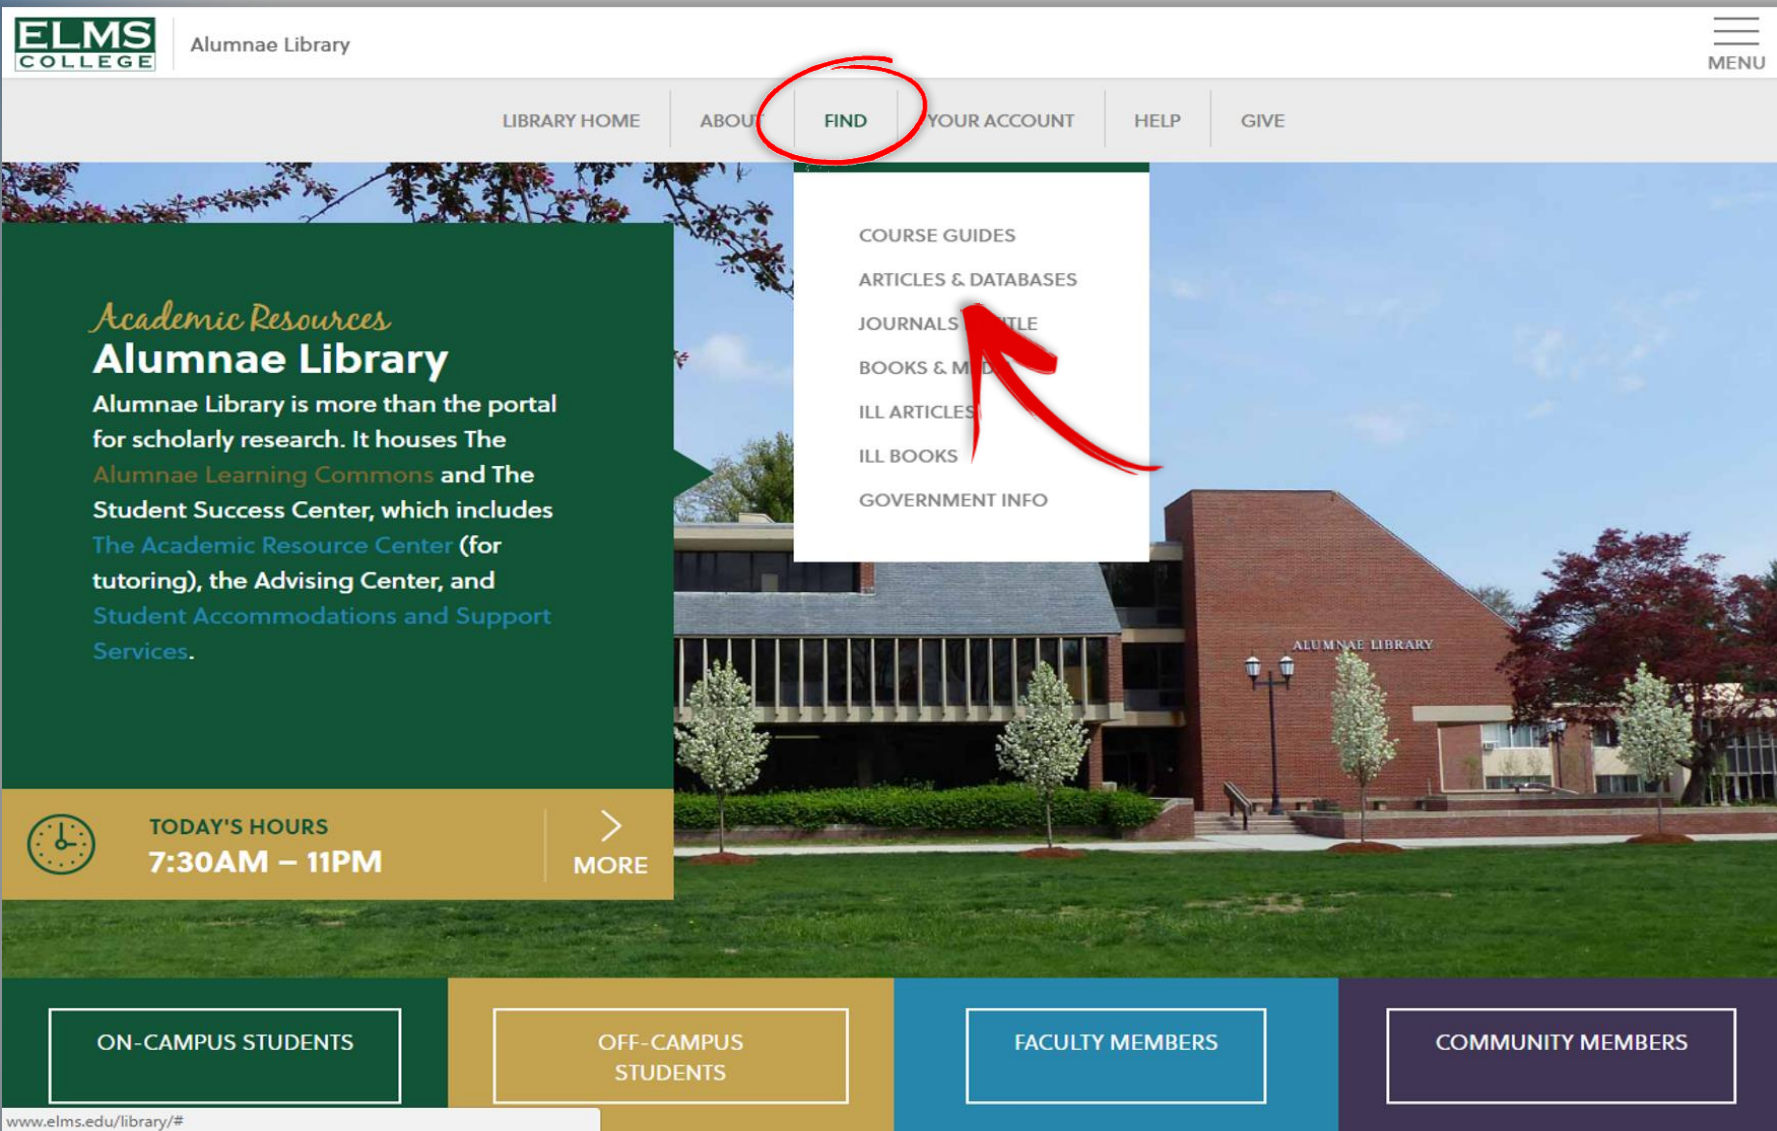 ELMS
COLLEGE
Alumnae Library
MENU
LIBRARY HOME
ABOUT
FIND
YOUR ACCOUNT
HELP
GIVE
COURSE GUIDES
ARTICLES & DATABASES
JOURNALS
BOOKS &
ILL ARTICLES
ILL BOOKS
GOVERNMENT INFO
Academic Resources
Alumnae Library
Alumnae Library is more than the portal
for scholarly research. It houses The
Alumnae Learning Commons and The
Student Success Center, which includes
The Academic Resource Center (for
tutoring), the Advising Center, and
Student Accommodations and Support
Services.
ALUMNAE LIBRARY
TODAY'S HOURS
7:30AM – 11PM
MORE
ON-CAMPUS STUDENTS
OFF-CAMPUS
STUDENTS
FACULTY MEMBERS
COMMUNITY MEMBERS
www.elms.edu/library/#